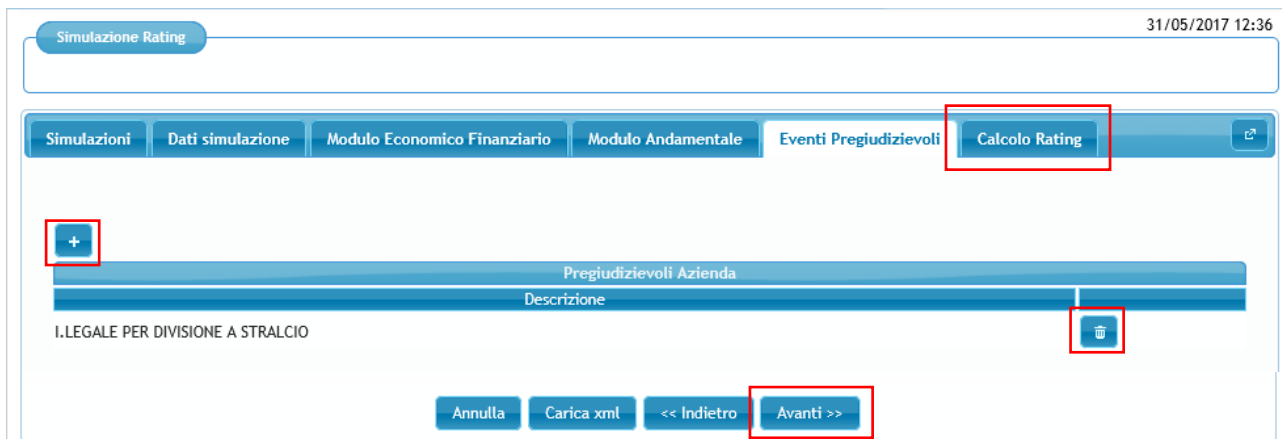 31/05/2017 12:36
Simulazione Rating
Simulazioni Dati simulazione Modulo Economico Finanziario Modulo Andamentale Eventi Pregiudizievoli Calcolo Rating
+
Pregiudizievoli Azienda
Descrizione
I.LEGALE PER DIVISIONE A STRALCIO
Annulla Carica xml << Indietro Avanti >>